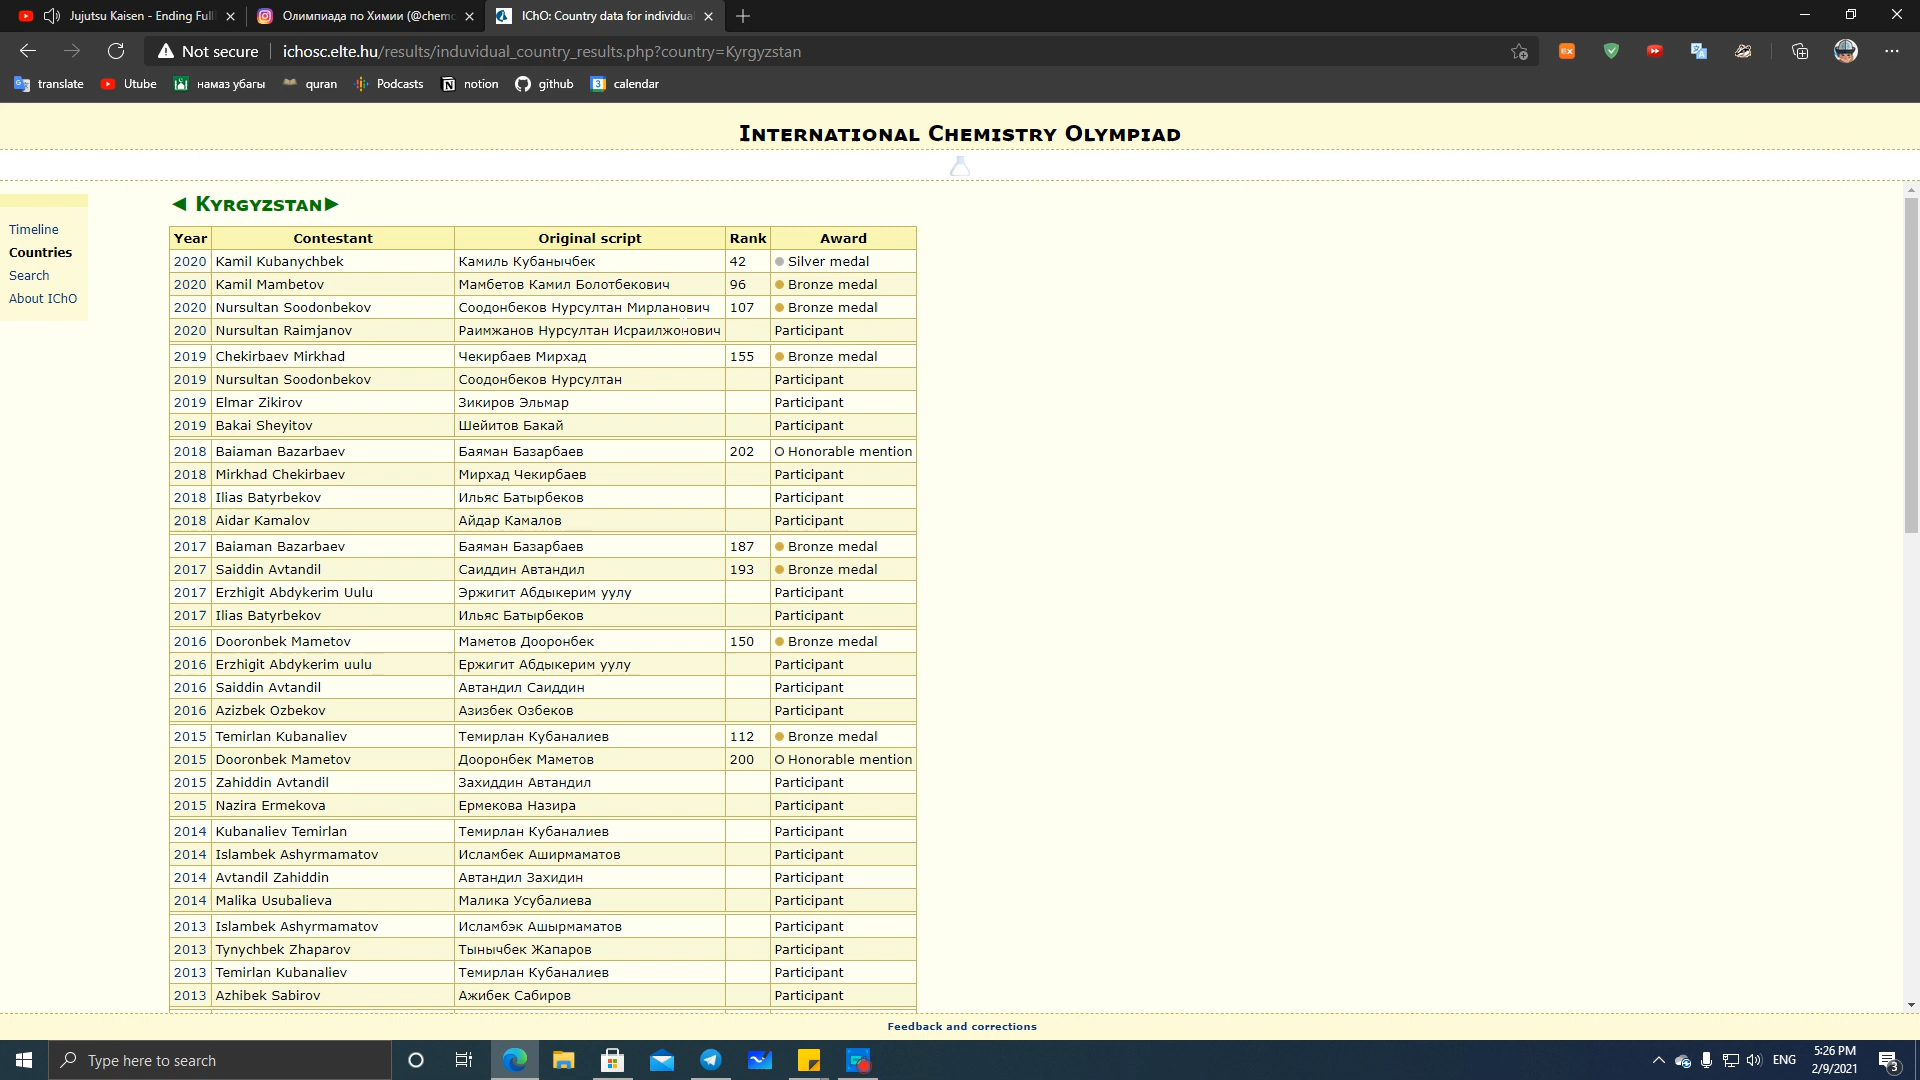 Jujutsu Kaisen - Ending Full
Олимпиада по Химии (@chemo
IChO: Country data for individual
Not secure
ichosc.elte.hu/results/induvidual_country_results.php?country=Kyrgyzstan
translate Utube намаз убагы quran Podcasts notion github calendar
International Chemistry Olympiad
Timeline
Countries
Search
About IChO
◄ Kyrgyzstan►
Year Contestant Original script Rank Award
2020 Kamil Kubanychbek Камиль Кубанычбек 42 Silver medal
2020 Kamil Mambetov Мамбетов Камил Болотбекович 96 Bronze medal
2020 Nursultan Soodonbekov Соодонбеков Нурсултан Мирланович 107 Bronze medal
2020 Nursultan Raimjanov Раимжанов Нурсултан Исраилжонович Participant
2019 Chekirbaev Mirkhad Чекирбаев Мирхад 155 Bronze medal
2019 Nursultan Soodonbekov Соодонбеков Нурсултан Participant
2019 Elmar Zikirov Зикиров Эльмар Participant
2019 Bakai Sheyitov Шейитов Бакай Participant
2018 Baiaman Bazarbaev Баяман Базарбаев 202 Honorable mention
2018 Mirkhad Chekirbaev Мирхад Чекирбаев Participant
2018 Ilias Batyrbekov Ильяс Батырбеков Participant
2018 Aidar Kamalov Айдар Камалов Participant
2017 Baiaman Bazarbaev Баяман Базарбаев 187 Bronze medal
2017 Saiddin Avtandil Саиддин Автандил 193 Bronze medal
2017 Erzhigit Abdykerim Uulu Эржигит Абдыкерим уулу Participant
2017 Ilias Batyrbekov Ильяс Батырбеков Participant
2016 Dooronbek Mametov Маметов Дооронбек 150 Bronze medal
2016 Erzhigit Abdykerim uulu Ержигит Абдыкерим уулу Participant
2016 Saiddin Avtandil Автандил Саиддин Participant
2016 Azizbek Ozbekov Азизбек Озбеков Participant
2015 Temirlan Kubanaliev Темирлан Кубаналиев 112 Bronze medal
2015 Dooronbek Mametov Дооронбек Маметов 200 Honorable mention
2015 Zahiddin Avtandil Захиддин Автандил Participant
2015 Nazira Ermekova Ермекова Назира Participant
2014 Kubanaliev Temirlan Темирлан Кубаналиев Participant
2014 Islambek Ashyrmamatov Исламбек Аширмаматов Participant
2014 Avtandil Zahiddin Автандил Захидин Participant
2014 Malika Usubalieva Малика Усубалиева Participant
2013 Islambek Ashyrmamatov Исламбэк Ашырмаматов Participant
2013 Tynychbek Zhaparov Тынычбек Жапаров Participant
2013 Temirlan Kubanaliev Темирлан Кубаналиев Participant
2013 Azhibek Sabirov Ажибек Сабиров Participant
Feedback and corrections
Type here to search
ENG
5:26 PM
2/9/2021
3